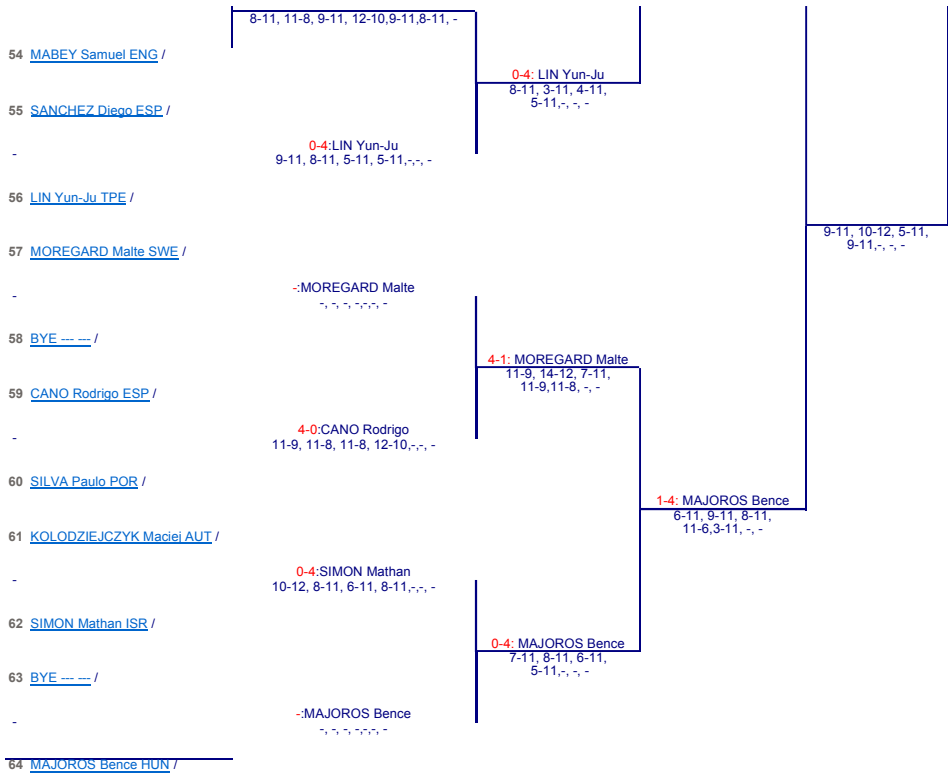 8-11, 11-8, 9-11, 12-10,9-11,8-11, -
54 MABEY Samuel ENG /
0-4: LIN Yun-Ju
8-11, 3-11, 4-11,
5-11,-, -, -
55 SANCHEZ Diego ESP /
-
0-4:LIN Yun-Ju
9-11, 8-11, 5-11, 5-11,-,-, -
56 LIN Yun-Ju TPE /
9-11, 10-12, 5-11,
9-11,-, -, -
57 MOREGARD Malte SWE /
-
-:MOREGARD Malte
-, -, -, -,-,-, -
58 BYE --- --- /
4-1: MOREGARD Malte
11-9, 14-12, 7-11,
11-9,11-8, -, -
59 CANO Rodrigo ESP /
-
4-0:CANO Rodrigo
11-9, 11-8, 11-8, 12-10,-,-, -
60 SILVA Paulo POR /
1-4: MAJOROS Bence
6-11, 9-11, 8-11,
11-6,3-11, -, -
61 KOLODZIEJCZYK Maciej AUT /
-
0-4:SIMON Mathan
10-12, 8-11, 6-11, 8-11,-,-, -
62 SIMON Mathan ISR /
0-4: MAJOROS Bence
7-11, 8-11, 6-11,
5-11,-, -, -
63 BYE --- --- /
-
-:MAJOROS Bence
-, -, -, -,-,-, -
64 MAJOROS Bence HUN /